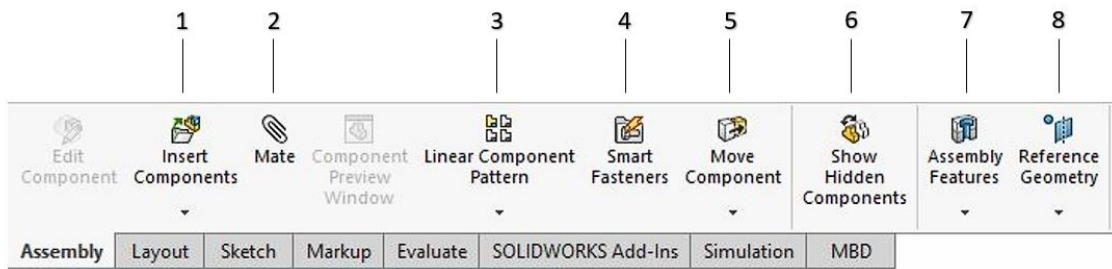 1 2 3 4 5 6 7 8
Edit Component
Insert Components
Mate
Component Preview Window
Linear Component Pattern
Smart Fasteners
Move Component
Show Hidden Components
Assembly Features
Reference Geometry
Assembly Layout Sketch Markup Evaluate SOLIDWORKS Add-Ins Simulation MBD